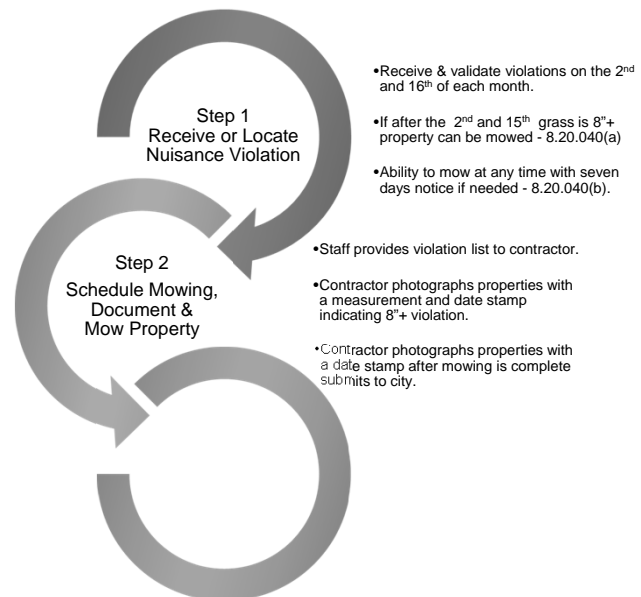 Step 1
Receive or Locate
Nuisance Violation
•Receive & validate violations on the 2nd
and 16th of each month.
•If after the 2nd and 15th grass is 8”+
property can be mowed - 8.20.040(a)
•Ability to mow at any time with seven
days notice if needed - 8.20.040(b).
Step 2
Schedule Mowing,
Document &
Mow Property
•Staff provides violation list to contractor.
•Contractor photographs properties with
a measurement and date stamp
indicating 8”+ violation.
•Contractor photographs properties with
a date stamp after mowing is complete
submits to city.